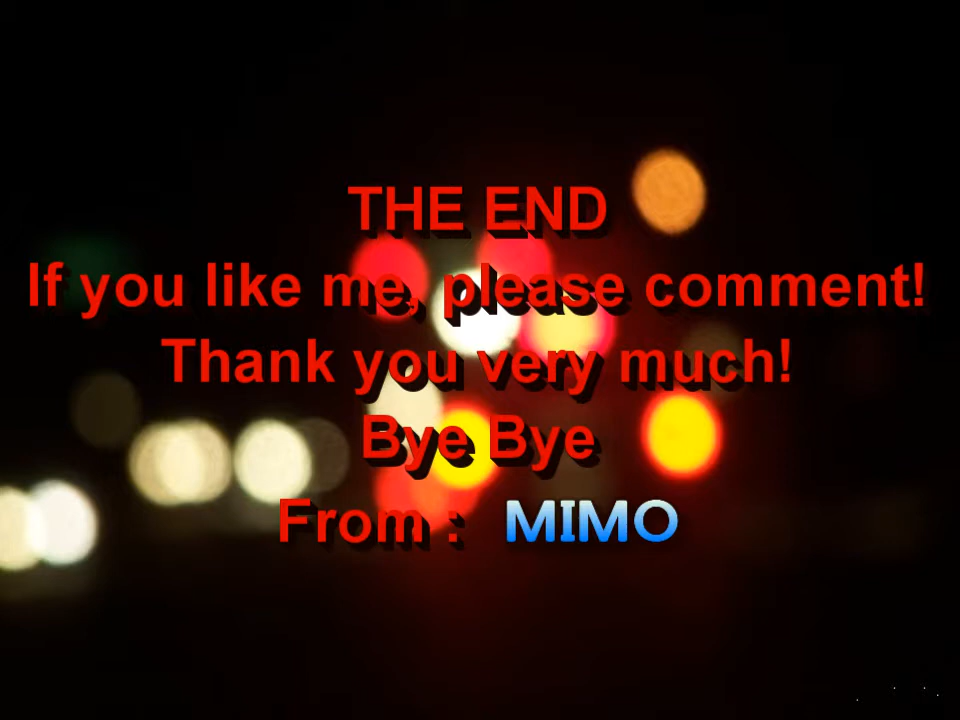 THE END
If you like me, please comment!
Thank you very much!
Bye Bye
From : MIMO